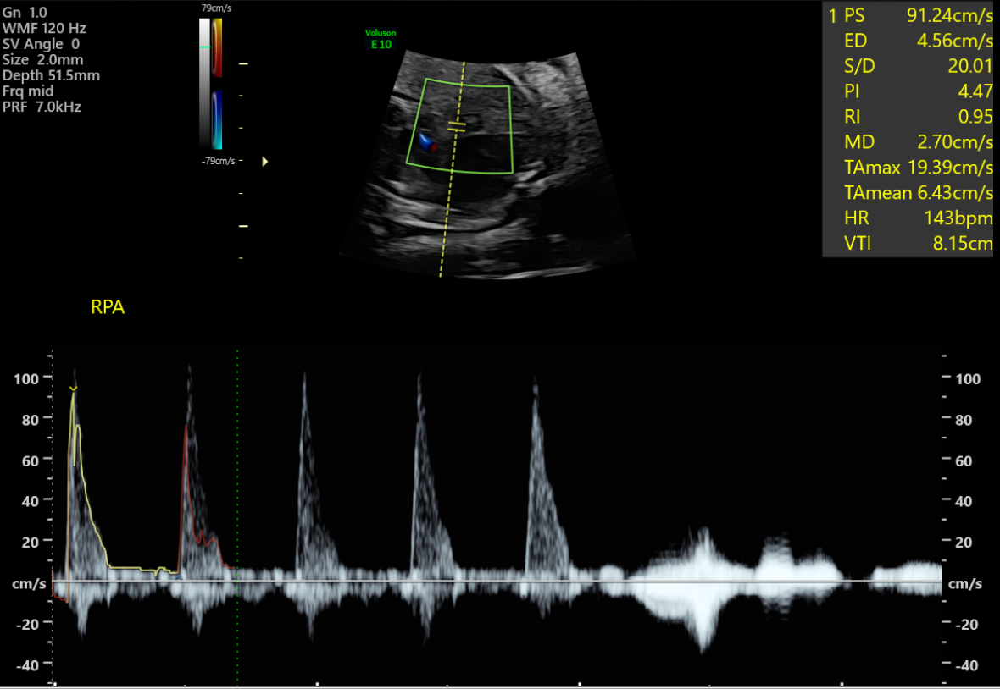 Gn 1.0
WMF 120 Hz
SV Angle 0
Size 2.0mm
Depth 51.5mm
Frq mid
PRF 7.0kHz
79cm/s
-79cm/s
Voluson
E10
1 PS 91.24cm/s
ED 4.56cm/s
S/D 20.01
PI 4.47
RI 0.95
MD 2.70cm/s
TAmax 19.39cm/s
TAmean 6.43cm/s
HR 143bpm
VTI 8.15cm
RPA
100 100
80 80
60 60
40 40
20 20
cm/s cm/s
-20 -20
-40 -40